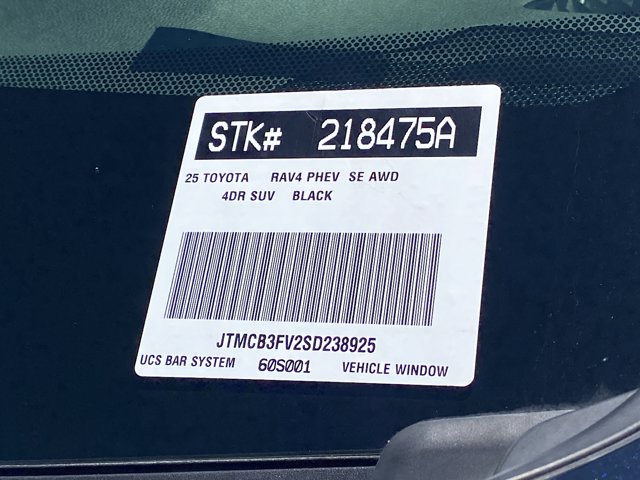 STK# 218475A
25 TOYOTA RAV4 PHEV SE AWD
4DR SUV BLACK
JTMCB3FV2SD238925
UCS BAR SYSTEM 60S001 VEHICLE WINDOW